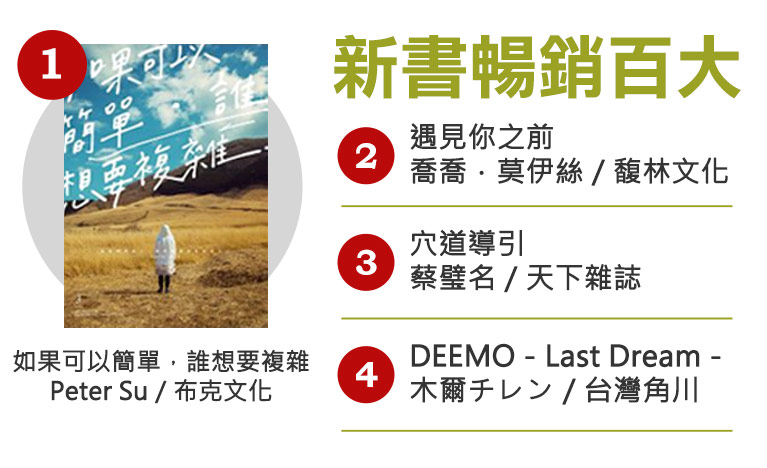 1
如果可以
簡單，誰
想要複雜
如果可以簡單，誰想要複雜
Peter Su / 布克文化
新書暢銷百大
2
遇見你之前
喬喬．莫伊絲 / 馥林文化
3
穴道導引
蔡璧名 / 天下雜誌
4
DEEMO - Last Dream -
木爾チレン / 台灣角川